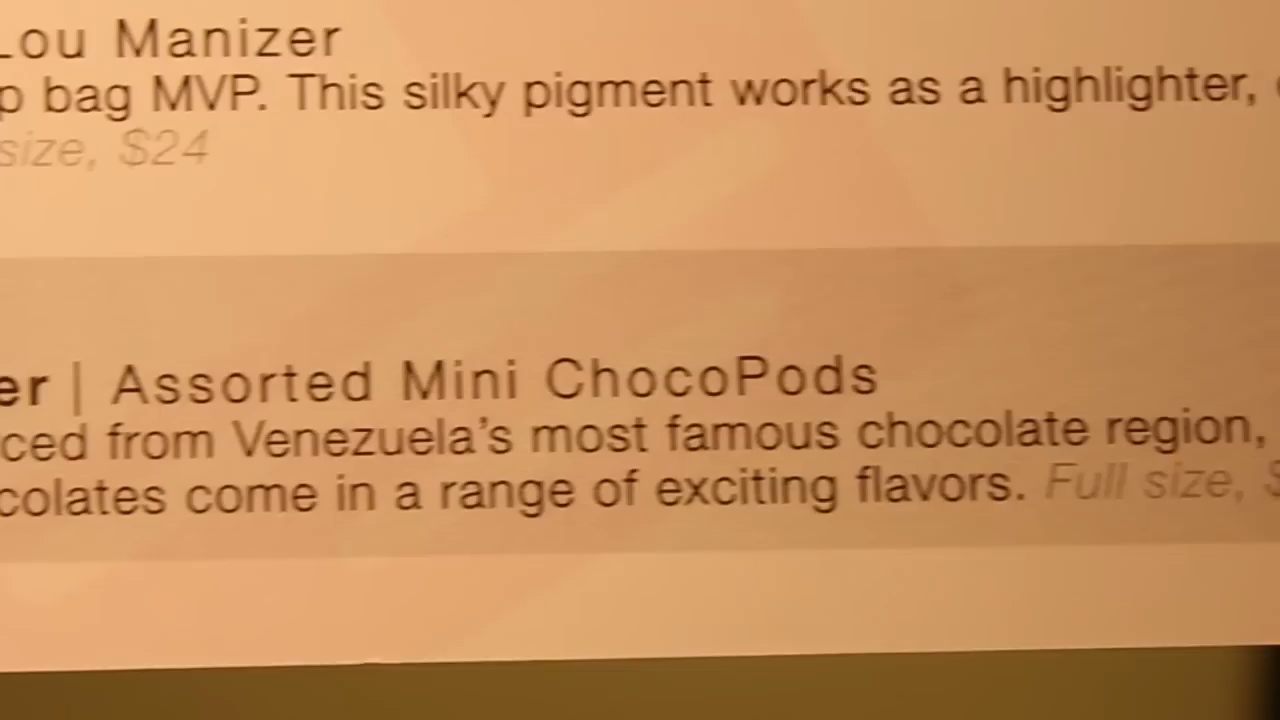 Lou Manizer
p bag MVP. This silky pigment works as a highlighter,
size, $24
er | Assorted Mini ChocoPods
ced from Venezuela's most famous chocolate region,
colates come in a range of exciting flavors. Full size, $